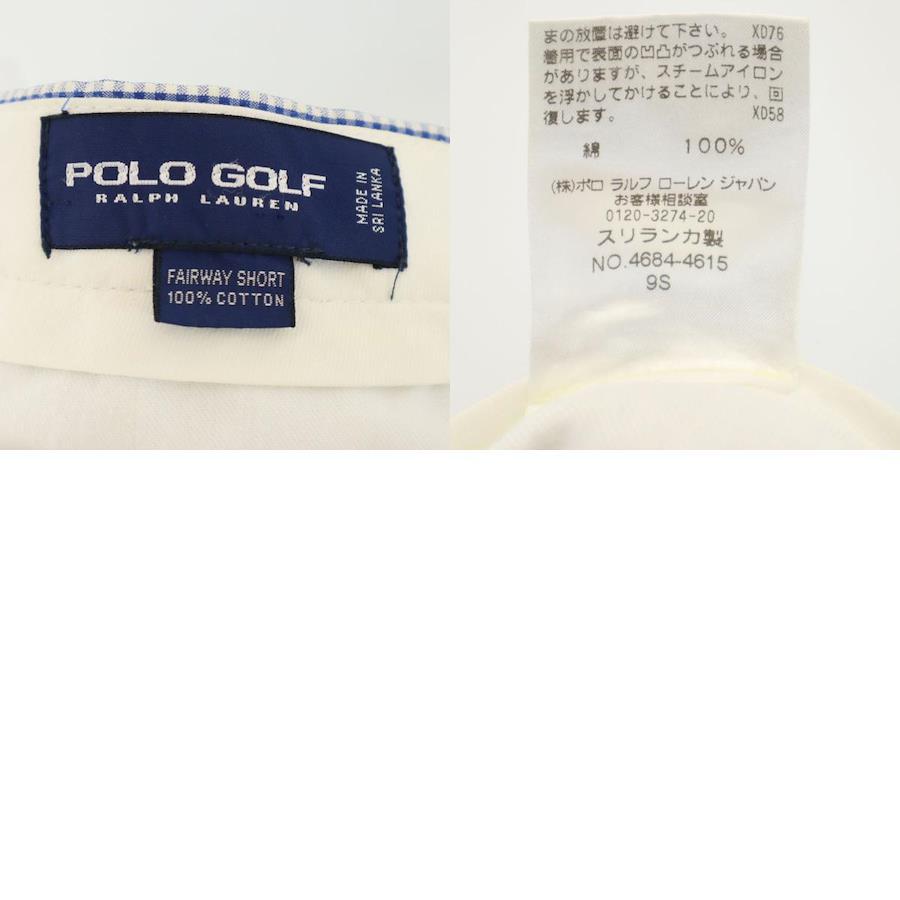 POLO GOLF
RALPH LAUREN
MADE IN
SRI LANKA
FAIRWAY SHORT
100% COTTON
まの放置は避けて下さい。 XD76
着用で表面の凹凸がつぶれる場合
がありますが、スチームアイロン
を浮かしてかけることにより、回
復します。 XD58
綿 100%
(株)ポロ ラルフ ローレン ジャパン
お客様相談室
0120-3274-20
スリランカ製
NO.4684-4615
9S